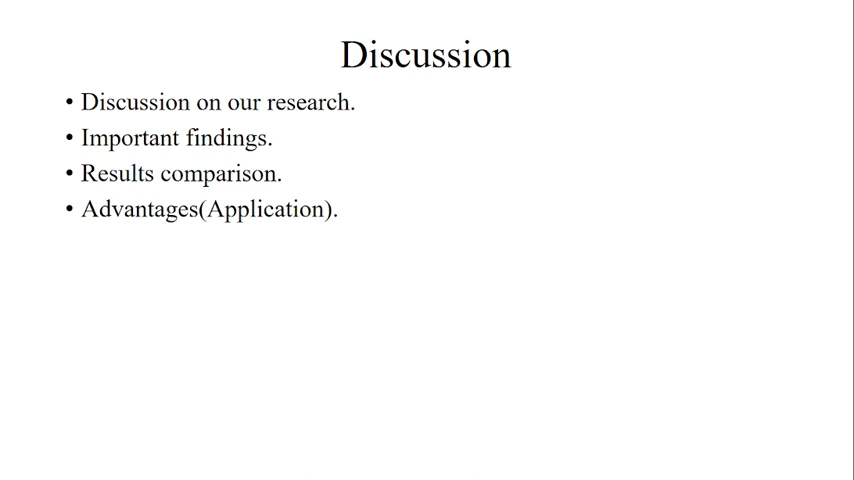 Discussion
• Discussion on our research.
• Important findings.
• Results comparison.
• Advantages(Application).